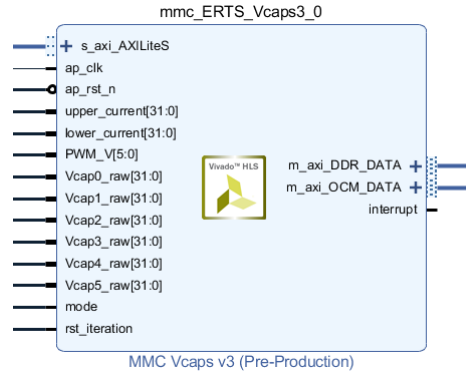 mmc_ERTS_Vcaps3_0
s_axi_AXILiteS
ap_clk
ap_rst_n
upper_current[31:0]
lower_current[31:0]
PWM_V[5:0]
Vcap0_raw[31:0]
Vcap1_raw[31:0]
Vcap2_raw[31:0]
Vcap3_raw[31:0]
Vcap4_raw[31:0]
Vcap5_raw[31:0]
mode
rst_iteration
Vivado™ HLS
m_axi_DDR_DATA
m_axi_OCM_DATA
interrupt
MMC Vcaps v3 (Pre-Production)